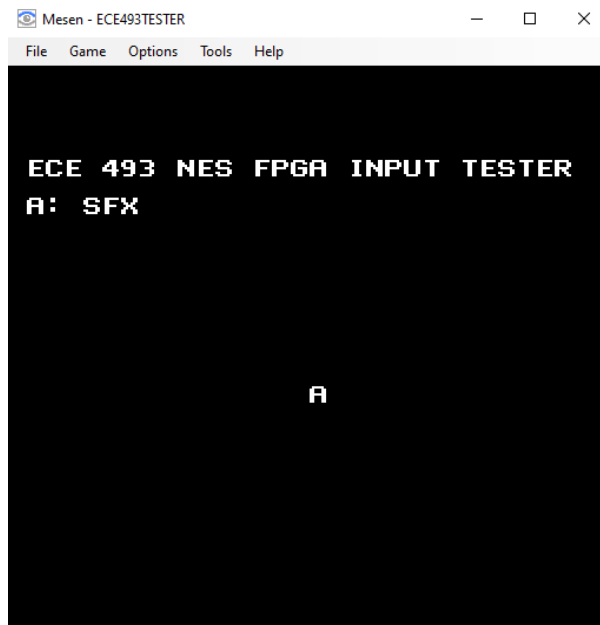 Mesen - ECE493TESTER
File Game Options Tools Help
ECE 493 NES FPGA INPUT TESTER
A: SFX
A